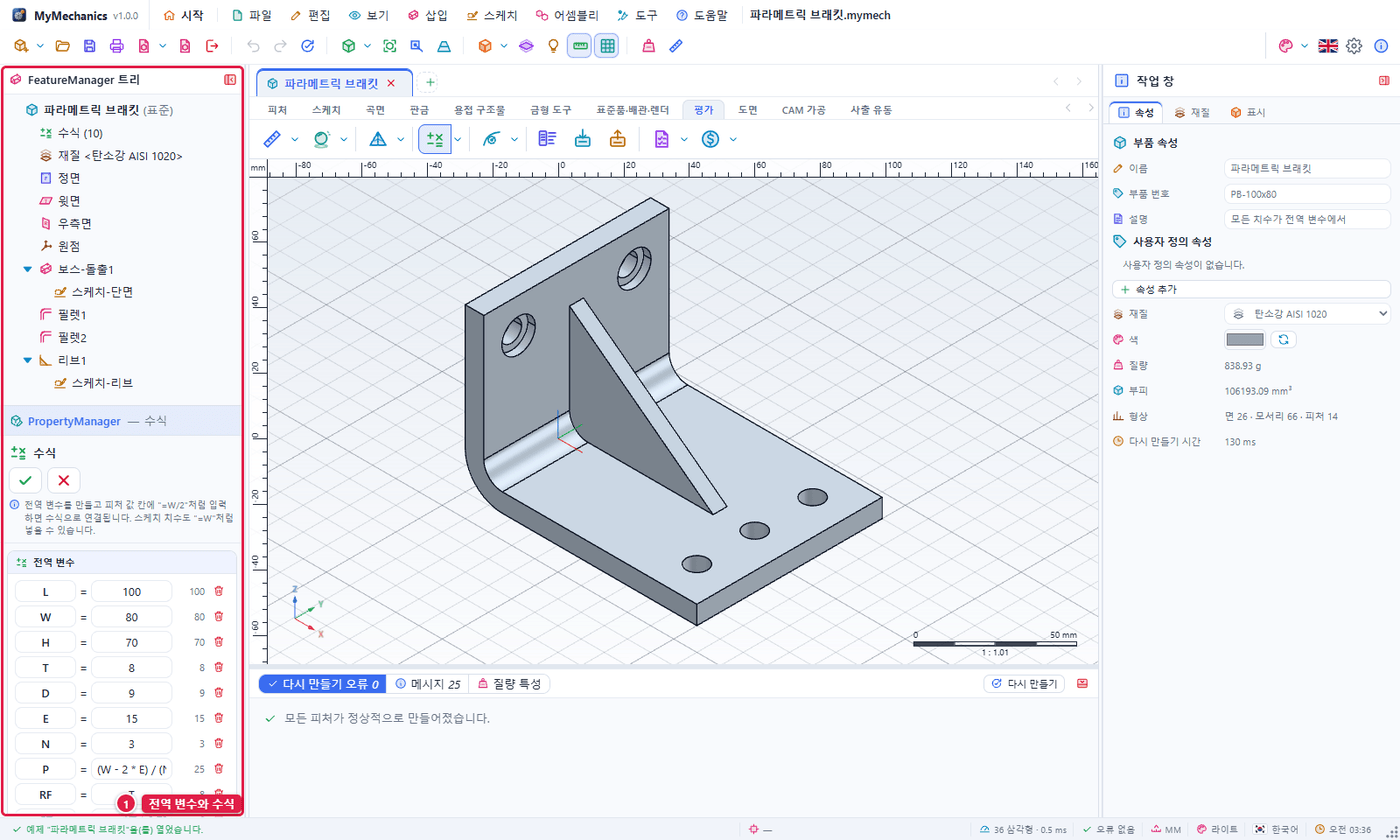 MyMechanics v1.0.0 시작 파일 편집 보기 삽입 스케치 어셈블리 도구 도움말 파라메트릭 브래킷.mymech
FeatureManager 트리
파라메트릭 브래킷 (표준)
수식 (10)
재질 <탄소강 AISI 1020>
정면
윗면
우측면
원점
보스-돌출1
스케치-단면
필렛1
필렛2
리브1
스케치-리브
PropertyManager — 수식
수식
전역 변수를 만들고 피처 값 칸에 "=W/2"처럼 입력
하면 수식으로 연결됩니다. 스케치 치수도 "=W"처럼
넣을 수 있습니다.
전역 변수
L = 100 100
W = 80 80
H = 70 70
T = 8 8
D = 9 9
E = 15 15
N = 3 3
P = (W - 2 * E) / (N 25
RF =
1 전역 변수와 수식
파라메트릭 브래킷
피처 스케치 곡면 판금 용접 구조물 금형 도구 표준품·배관·렌더 평가 도면 CAM 가공 사출 유동
mm -80 -60 -40 -20 0 20 40 60 80 100 120 140 160
60
40
20
0
-20
-40
-60
Z
Y
X
0 50 mm
1 : 1.01
다시 만들기 오류 0 메시지 25 질량 특성 다시 만들기
모든 피처가 정상적으로 만들어졌습니다.
작업 창
속성 재질 표시
부품 속성
이름 파라메트릭 브래킷
부품 번호 PB-100x80
설명 모든 치수가 전역 변수에서
사용자 정의 속성
사용자 정의 속성이 없습니다.
속성 추가
재질 탄소강 AISI 1020
색
질량 838.93 g
부피 106193.09 mm³
형상 면 26 · 모서리 66 · 피처 14
다시 만들기 시간 130 ms
예제 "파라메트릭 브래킷"을(를) 열었습니다. — 36 삼각형 · 0.5 ms 오류 없음 MM 라이트 한국어 오전 03:36